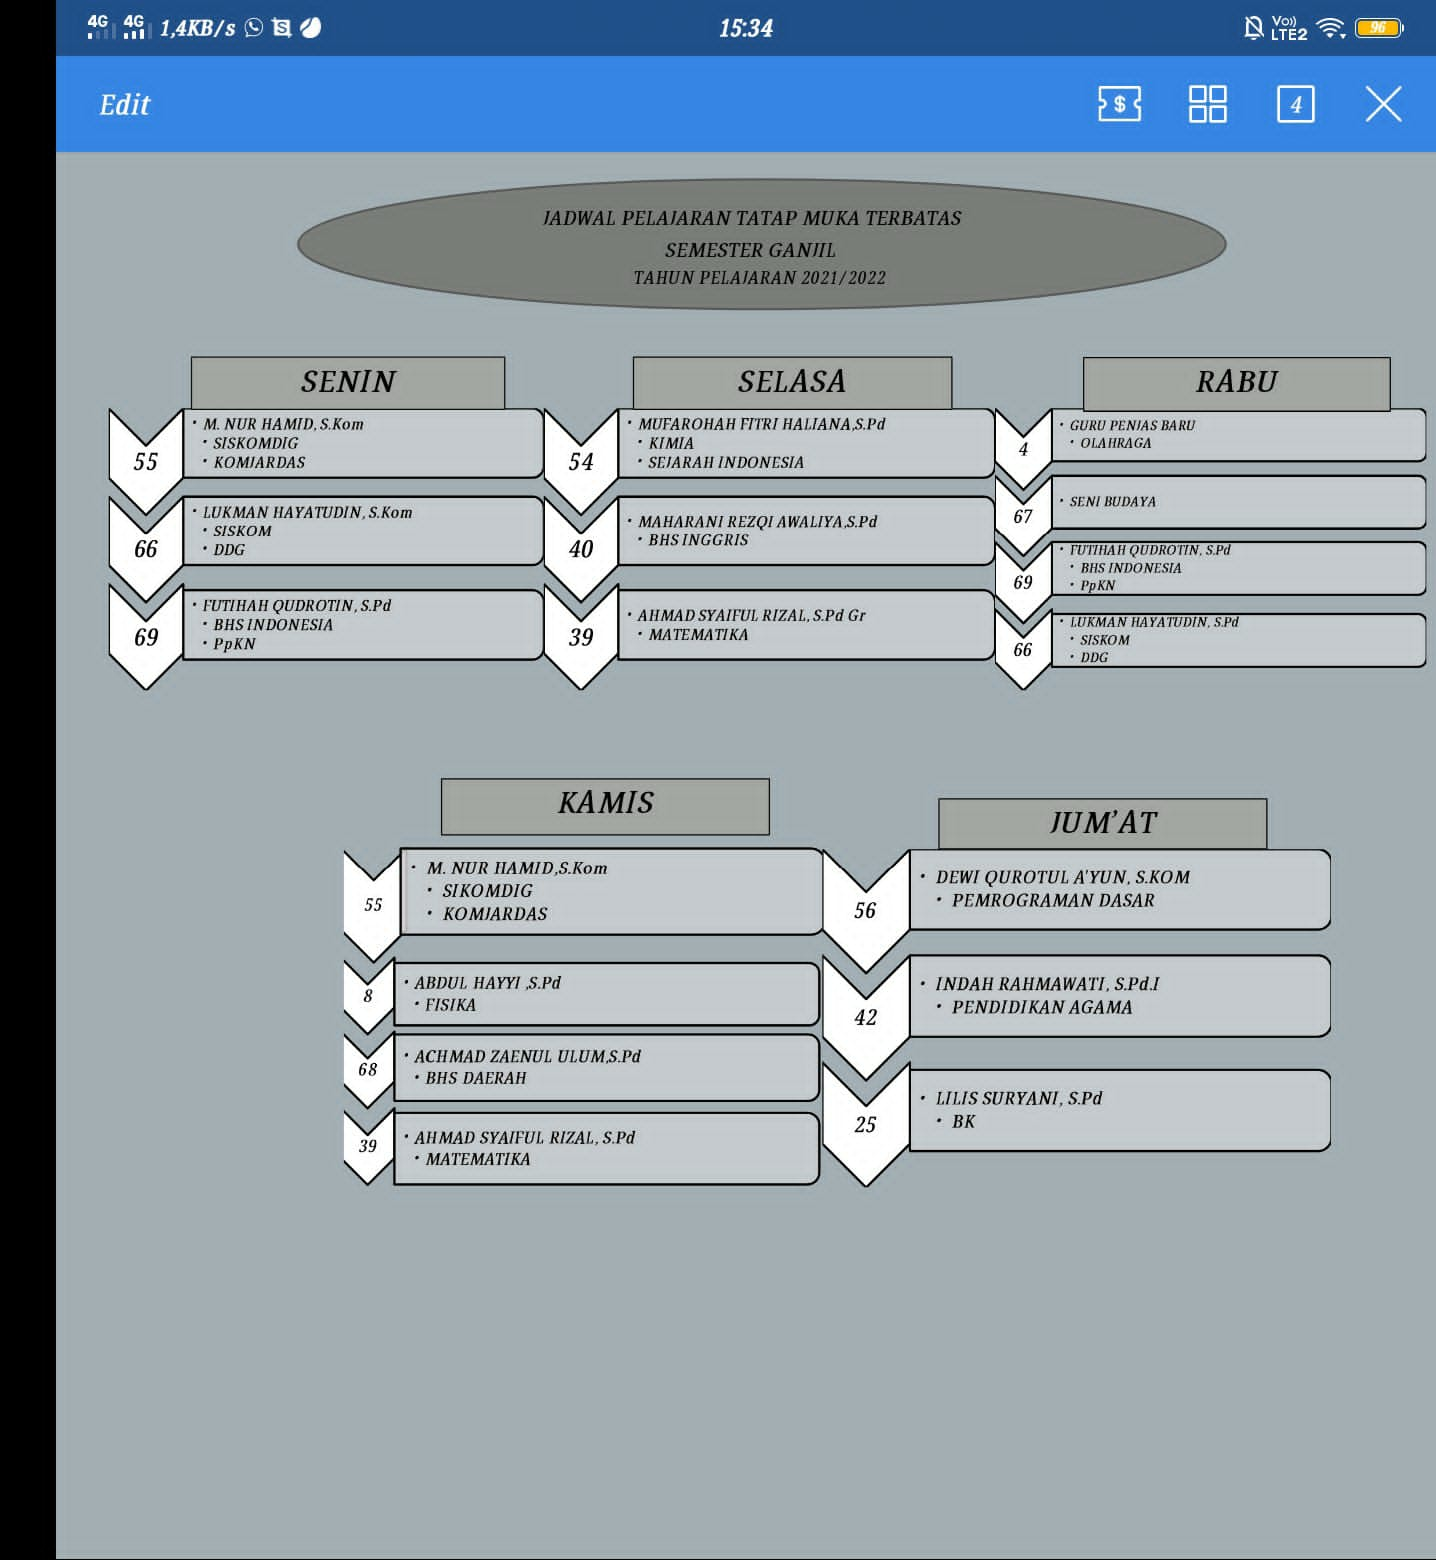 4G 4G 1,4KB/s 15:34 Vo)) LTE2 96
Edit $ 4
JADWAL PELAJARAN TATAP MUKA TERBATAS
SEMESTER GANJIL
TAHUN PELAJARAN 2021/2022
SENIN
55
• M. NUR HAMID, S.Kom
• SISKOMDIG
• KOMJARDAS
66
• LUKMAN HAYATUDIN, S.Kom
• SISKOM
• DDG
69
• FUTIHAH QUDROTIN, S.Pd
• BHS INDONESIA
• PpKN
SELASA
54
• MUFAROHAH FITRI HALIANA,S.Pd
• KIMIA
• SEJARAH INDONESIA
40
• MAHARANI REZQI AWALIYA,S.Pd
• BHS INGGRIS
39
• AHMAD SYAIFUL RIZAL, S.Pd Gr
• MATEMATIKA
RABU
4
• GURU PENJAS BARU
• OLAHRAGA
67
• SENI BUDAYA
69
• FUTIHAH QUDROTIN, S.Pd
• BHS INDONESIA
• PpKN
66
• LUKMAN HAYATUDIN, S.Pd
• SISKOM
• DDG
KAMIS
55
• M. NUR HAMID,S.Kom
• SIKOMDIG
• KOMJARDAS
8
• ABDUL HAYYI ,S.Pd
• FISIKA
68
• ACHMAD ZAENUL ULUM,S.Pd
• BHS DAERAH
39
• AHMAD SYAIFUL RIZAL, S.Pd
• MATEMATIKA
JUM’AT
56
• DEWI QUROTUL A'YUN, S.KOM
• PEMROGRAMAN DASAR
42
• INDAH RAHMAWATI, S.Pd.I
• PENDIDIKAN AGAMA
25
• LILIS SURYANI, S.Pd
• BK